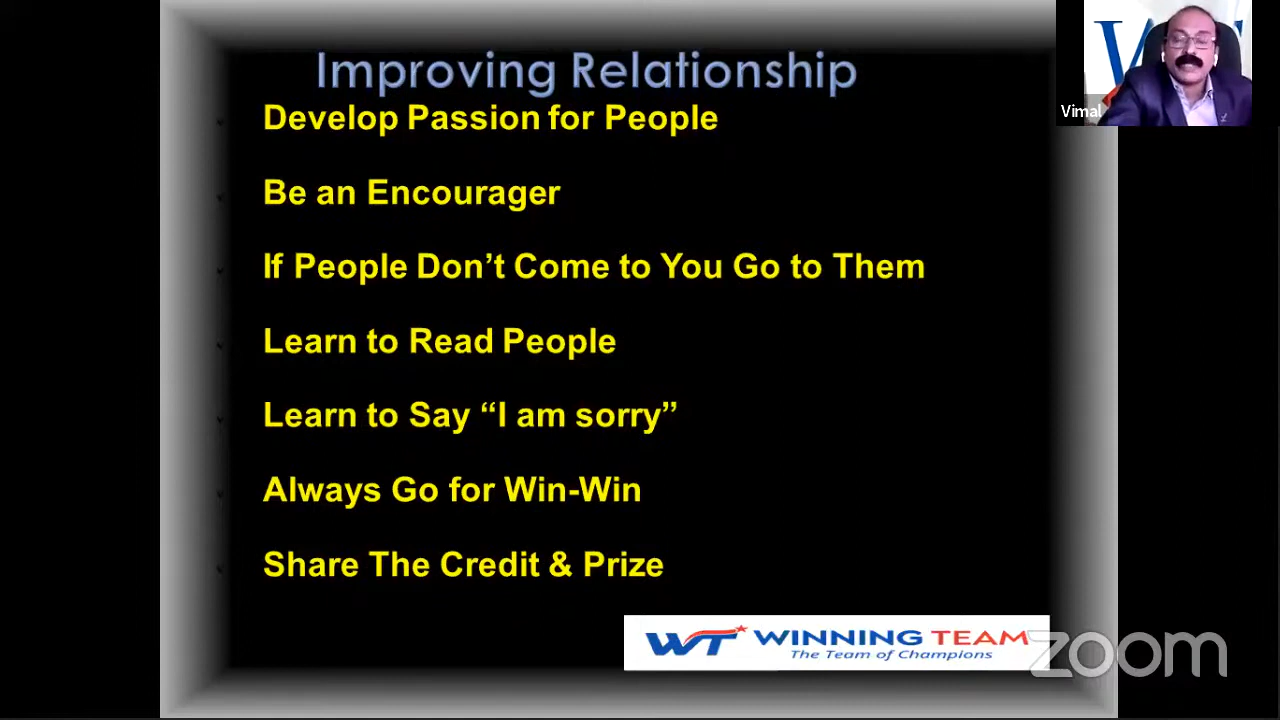 Improving Relationship
Develop Passion for People
Be an Encourager
If People Don’t Come to You Go to Them
Learn to Read People
Learn to Say “I am sorry”
Always Go for Win-Win
Share The Credit & Prize
Vimal
WT WINNING TEAM
The Team of Champions
zoom